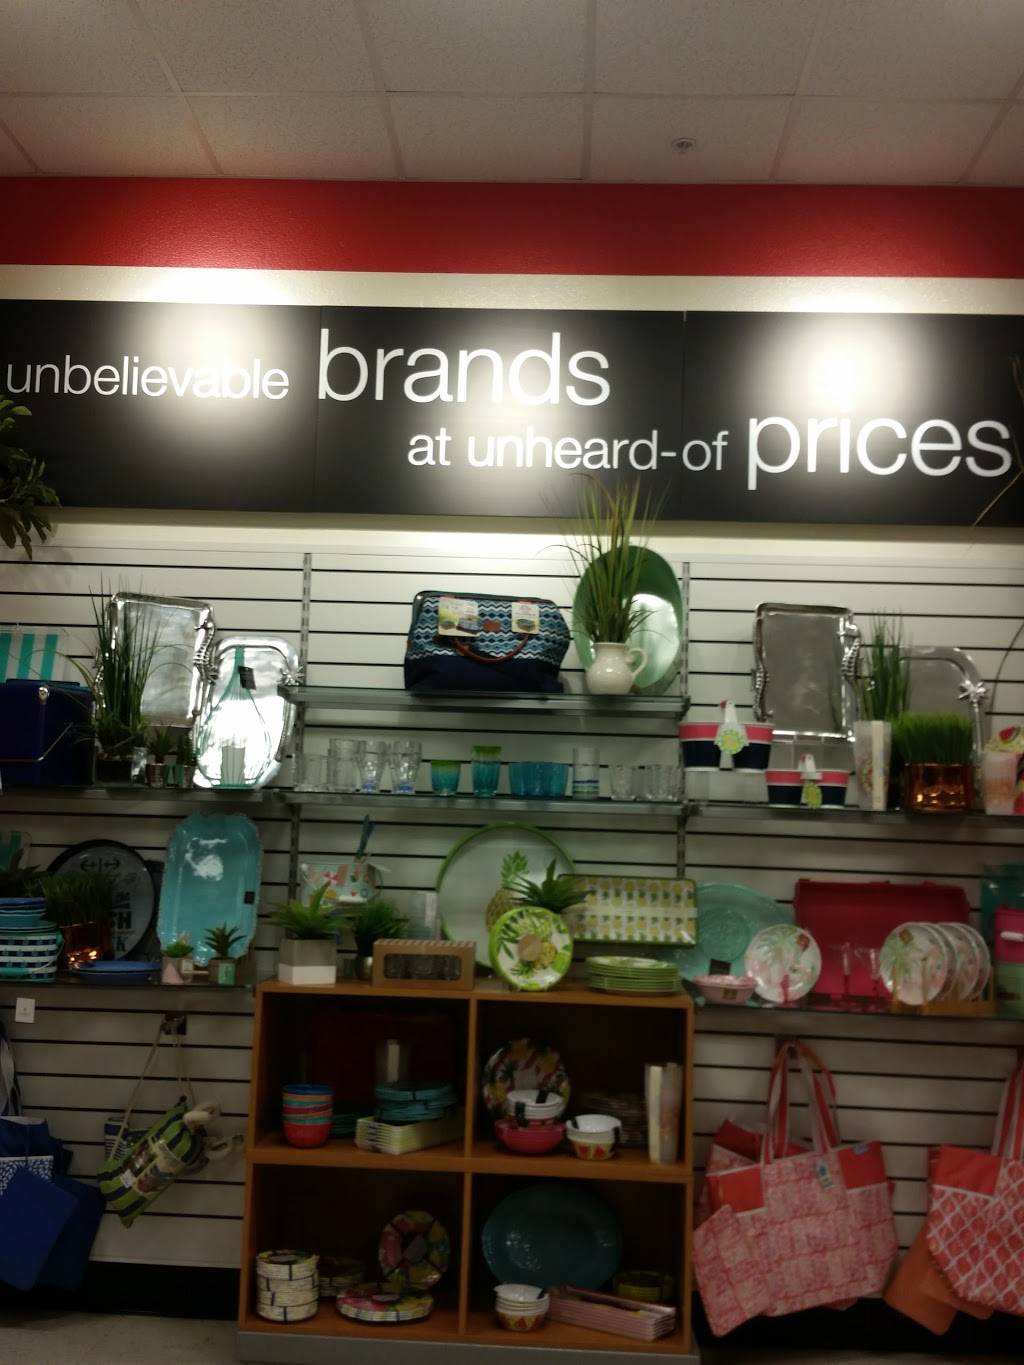 unbelievable brands
at unheard-of prices